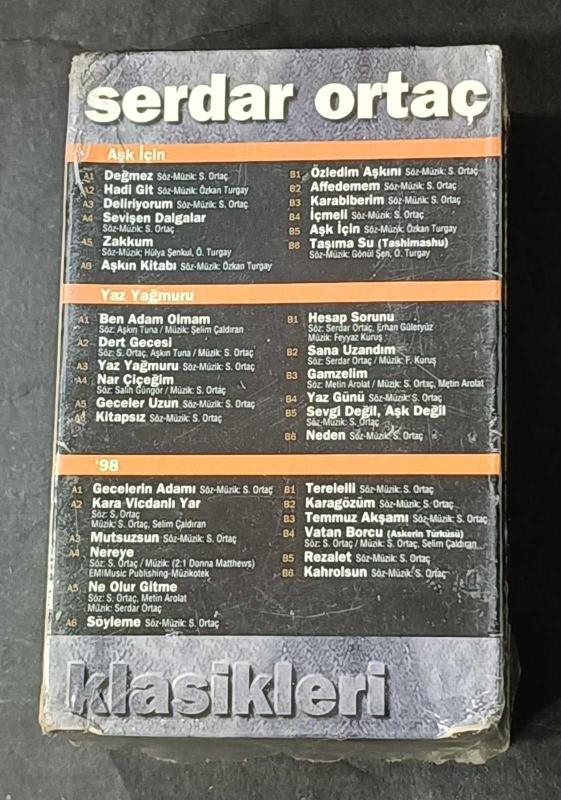 serdar ortaç
Aşk İçin
A1 Değmez Söz-Müzik: S. Ortaç
A2 Hadi Git Söz-Müzik: Özkan Turgay
A3 Deliriyorum Söz-Müzik: S. Ortaç
A4 Sevişen Dalgalar
Söz-Müzik: S. Ortaç
A5 Zakkum
Söz-Müzik; Hülya Şenkul, Ö. Turgay
A6 Aşkın Kitabı Söz-Müzik: Özkan Turgay
B1 Özledim Aşkını Söz-Müzik: S. Ortaç
B2 Affedemem Söz-Müzik: S. Ortaç
B3 Karabiberim Söz-Müzik: S. Ortaç
B4 İçmeli Söz-Müzik: S. Ortaç
B5 Aşk İçin Söz-Müzik: Özkan Turgay
B6 Taşıma Su (Tashimashu)
Söz-Müzik: Gönül Şen, O. Turgay
Yaz Yağmuru
A1 Ben Adam Olmam
Söz: Aşkın Tuna / Müzik: Selim Çaldıran
A2 Dert Gecesi
Söz: S. Ortaç, Aşkın Tuna / Müzik: S. Ortaç
A3 Yaz Yağmuru Söz-Müzik: S. Ortaç
A4 Nar Çiçeğim
Söz: Salih Güngör / Müzik: S. Ortaç
A5 Geceler Uzun Söz-Müzik: S. Ortaç
A6 Kitapsız Söz-Müzik: S. Ortaç
B1 Hesap Sorunu
Söz: Serdar Ortaç, Erhan Güleryüz
Müzik: Feyyaz Kuruş
B2 Sana Uzandım
Söz: Serdar Ortaç / Müzik: F. Kuruş
B3 Gamzelim
Söz: Metin Arolat / Müzik: S. Ortaç, Metin Arolat
B4 Yaz Günü Söz-Müzik: S. Ortaç
B5 Sevgi Değil, Aşk Değil
Söz-Müzik: S. Ortaç
B6 Neden Söz-Müzik: S. Ortaç
'98
A1 Gecelerin Adamı Söz-Müzik: S. Ortaç
A2 Kara Vicdanlı Yar
Söz: S. Ortaç
Müzik: S. Ortaç, Selim Çaldıran
A3 Mutsuzsun Söz-Müzik: S. Ortaç
A4 Nereye
Söz: S. Ortaç / Müzik: (2:1 Donna Matthews)
EMIMusic Publishing-Müzikotek
A5 Ne Olur Gitme
Söz: S. Ortaç, Metin Arolat
Müzik: Serdar Ortaç
A6 Söyleme Söz-Müzik: S. Ortaç
B1 Terelelli Söz-Müzik: S. Ortaç
B2 Karagözüm Söz-Müzik: S. Ortaç
B3 Temmuz Akşamı Söz-Müzik: S. Ortaç
B4 Vatan Borcu (Askerin Türküsü)
Söz: S. Ortaç / Müzik: S. Ortaç, Selim Çaldıran
B5 Rezalet Söz-Müzik: S. Ortaç
B6 Kahrolsun Söz-Müzik: S. Ortaç
klasikleri